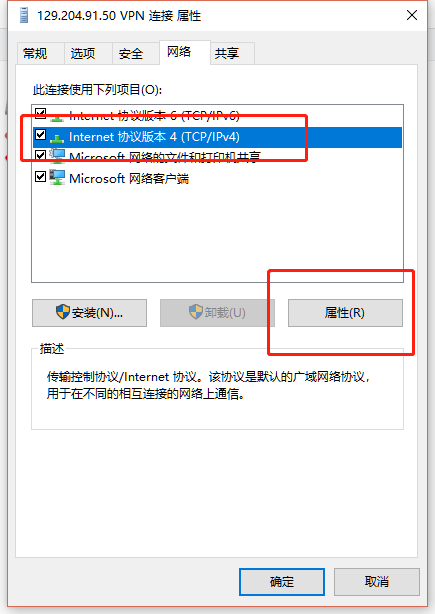 129.204.91.50 VPN 连接 属性
常规 选项 安全 网络 共享
此连接使用下列项目(O):
Internet 协议版本 6 (TCP/IPv6)
Internet 协议版本 4 (TCP/IPv4)
Microsoft 网络的文件和打印机共享
Microsoft 网络客户端
安装(N)... 卸载(U) 属性(R)
描述
传输控制协议/Internet 协议。该协议是默认的广域网络协议，
用于在不同的相互连接的网络上通信。
确定 取消